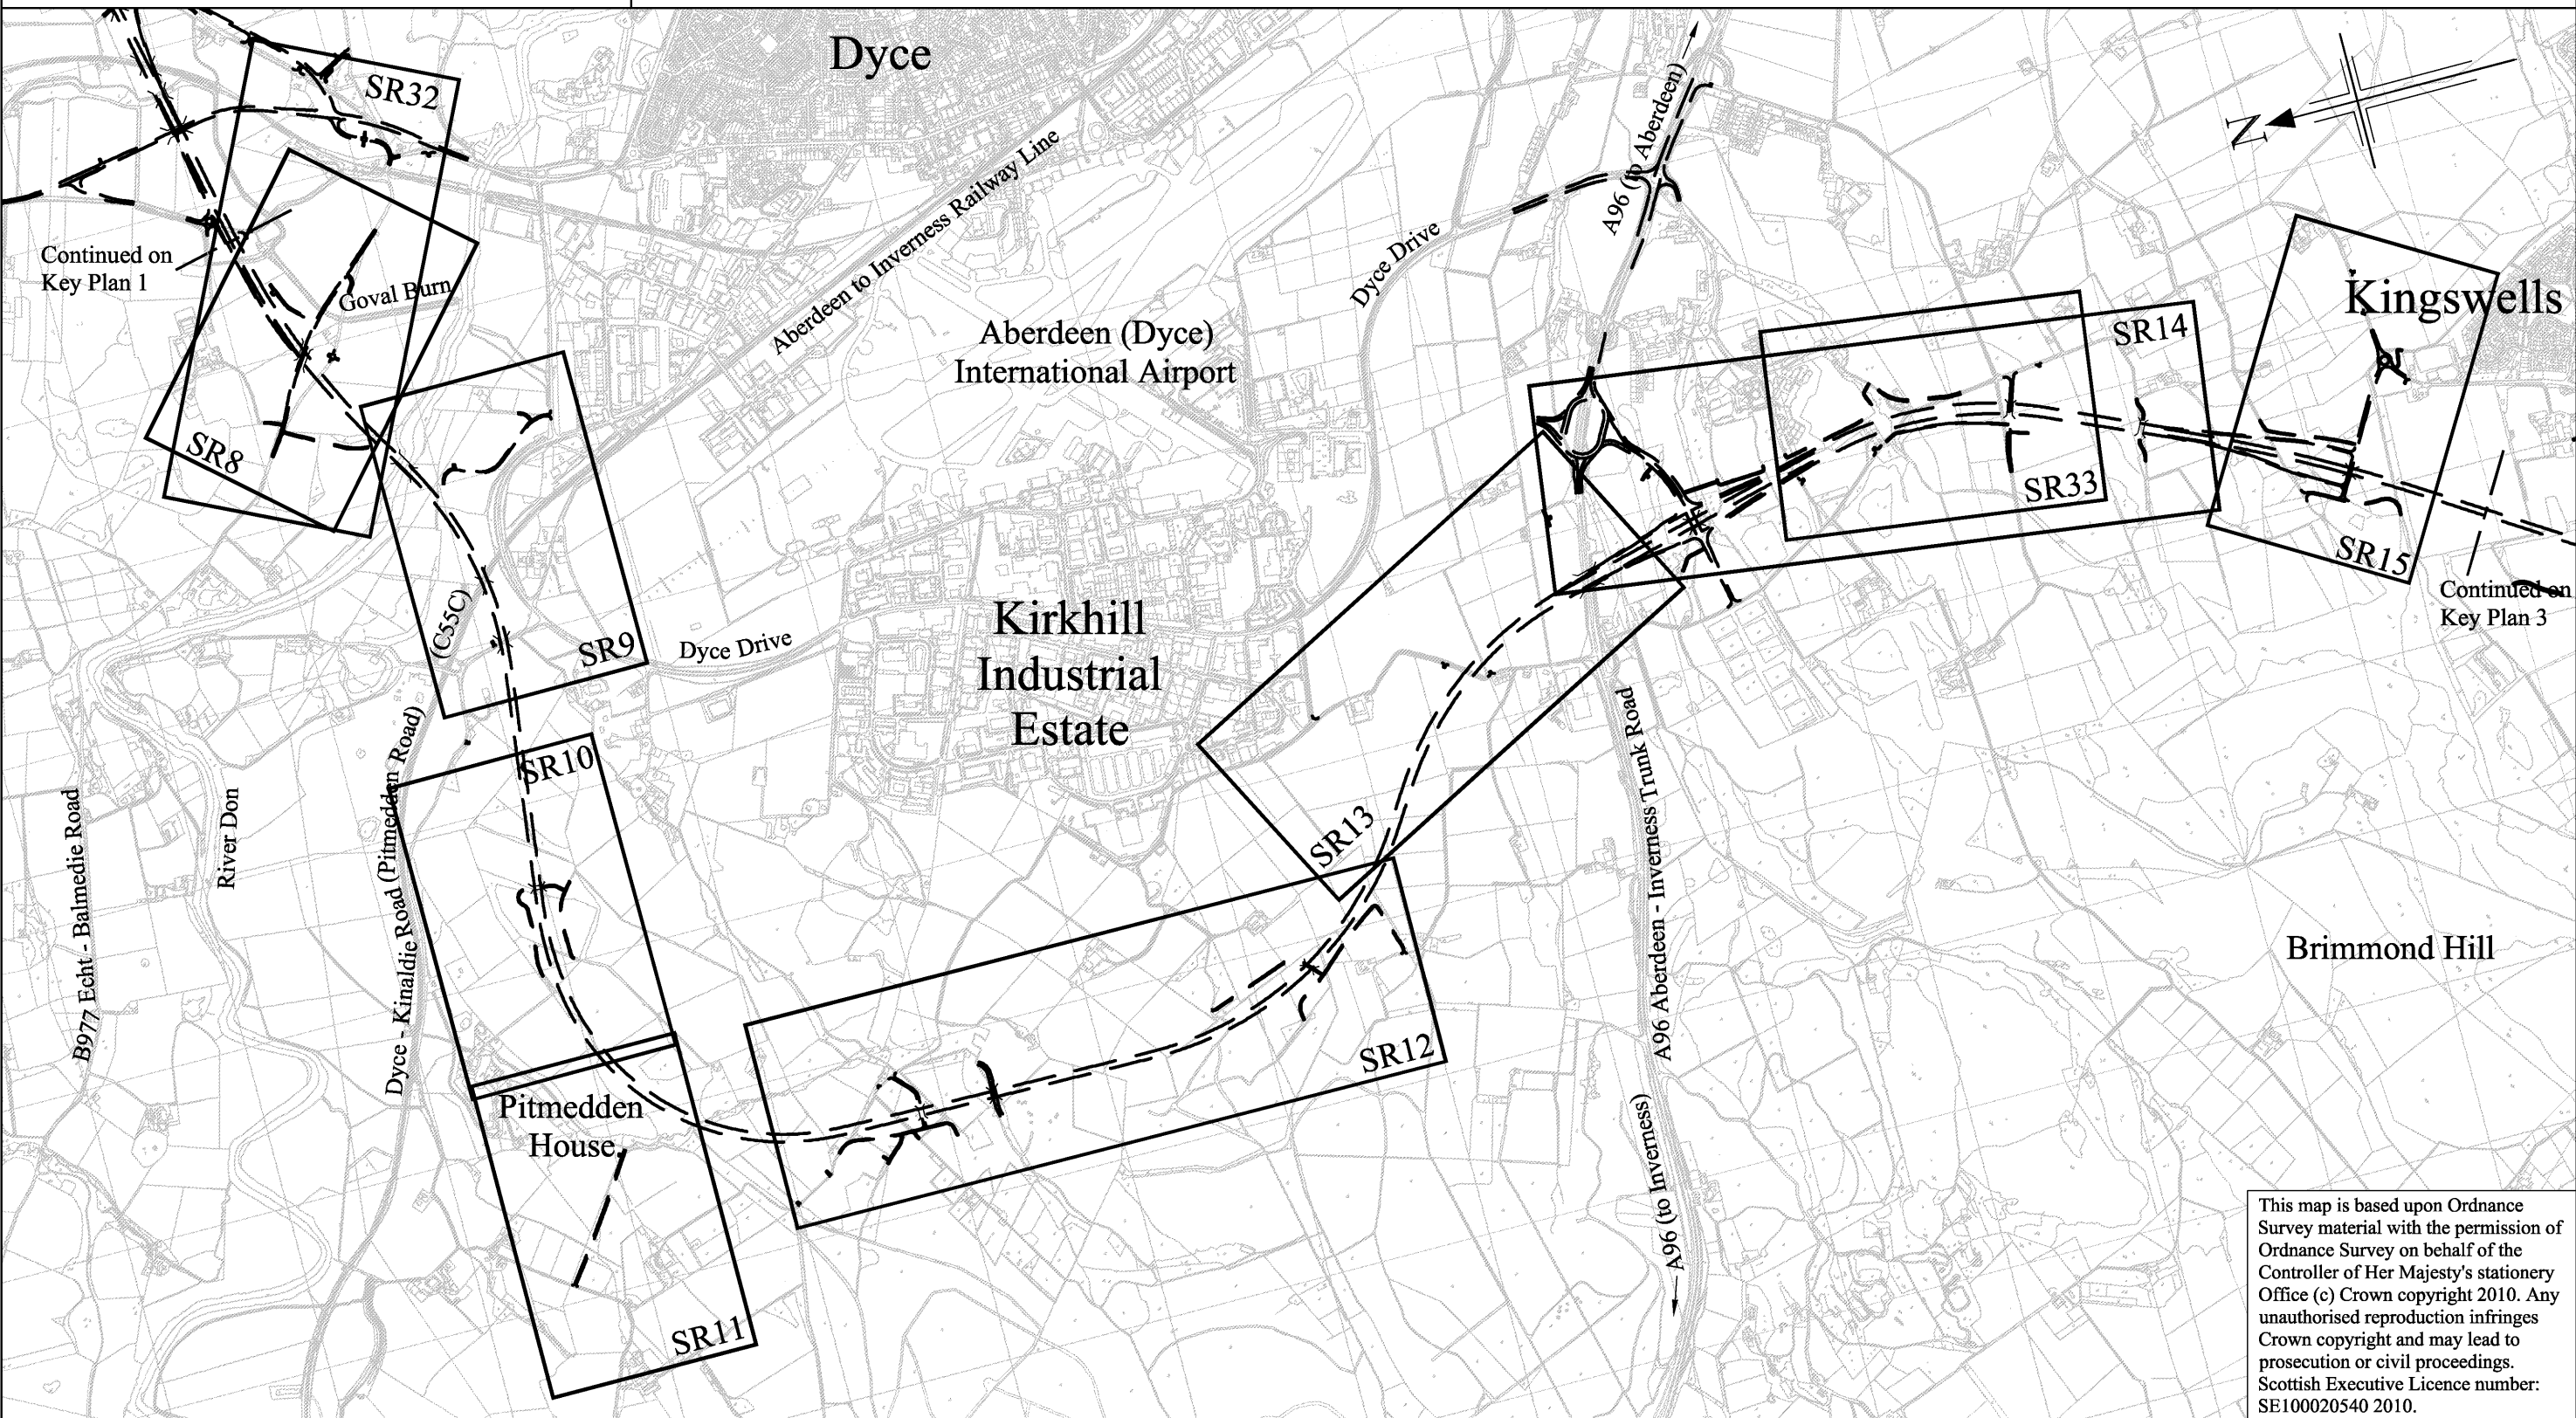 Dyce
SR32
A96 (to Aberdeen)
N
Aberdeen to Inverness Railway Line
Continued on
Key Plan 1
Goval Burn
Dyce Drive
Kingswells
Aberdeen (Dyce)
International Airport
SR14
SR8
SR33
SR15
Continued on
Key Plan 3
(C55C)
SR9
Dyce Drive
Kirkhill
Industrial
Estate
SR10
SR13
B977 Echt - Balmedie Road
River Don
Dyce - Kinaldie Road (Pitmedden Road)
A96 Aberdeen - Inverness Trunk Road
Brimmond Hill
SR12
Pitmedden
House
A96 (to Inverness)
SR11
This map is based upon Ordnance
Survey material with the permission of
Ordnance Survey on behalf of the
Controller of Her Majesty's stationery
Office (c) Crown copyright 2010. Any
unauthorised reproduction infringes
Crown copyright and may lead to
prosecution or civil proceedings.
Scottish Executive Licence number:
SE100020540 2010.